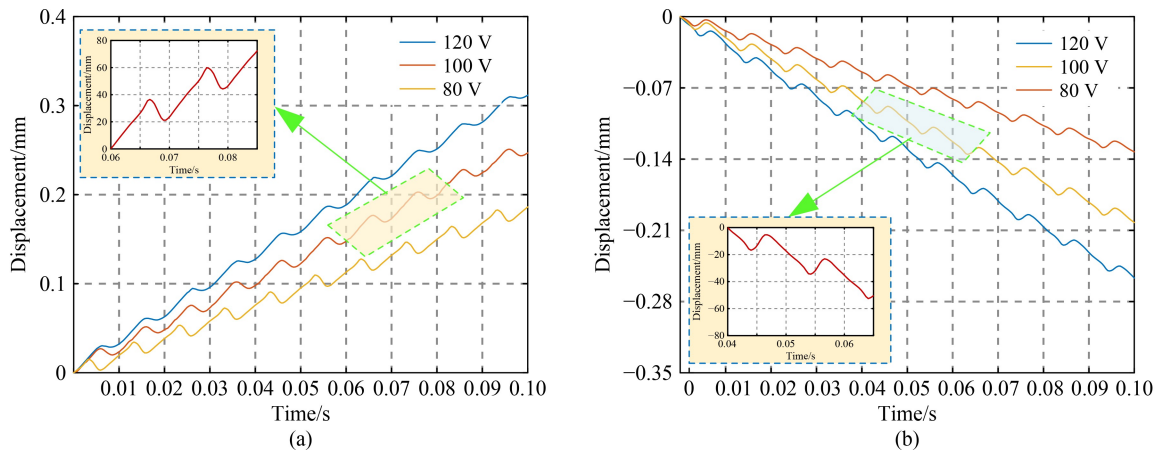 0.4
0.3
0.2
0.1
0
Displacement/mm
0.01 0.02 0.03 0.04 0.05 0.06 0.07 0.08 0.09 0.10
Time/s
(a)
120 V
100 V
80 V
80
60
40
20
0
Displacement/mm
0.06 0.07 0.08
Time/s
0
−0.07
−0.14
−0.21
−0.28
−0.35
Displacement/mm
0 0.01 0.02 0.03 0.04 0.05 0.06 0.07 0.08 0.09 0.10
Time/s
(b)
120 V
100 V
80 V
0
−20
−40
−60
−80
Displacement/mm
0.04 0.05 0.06
Time/s